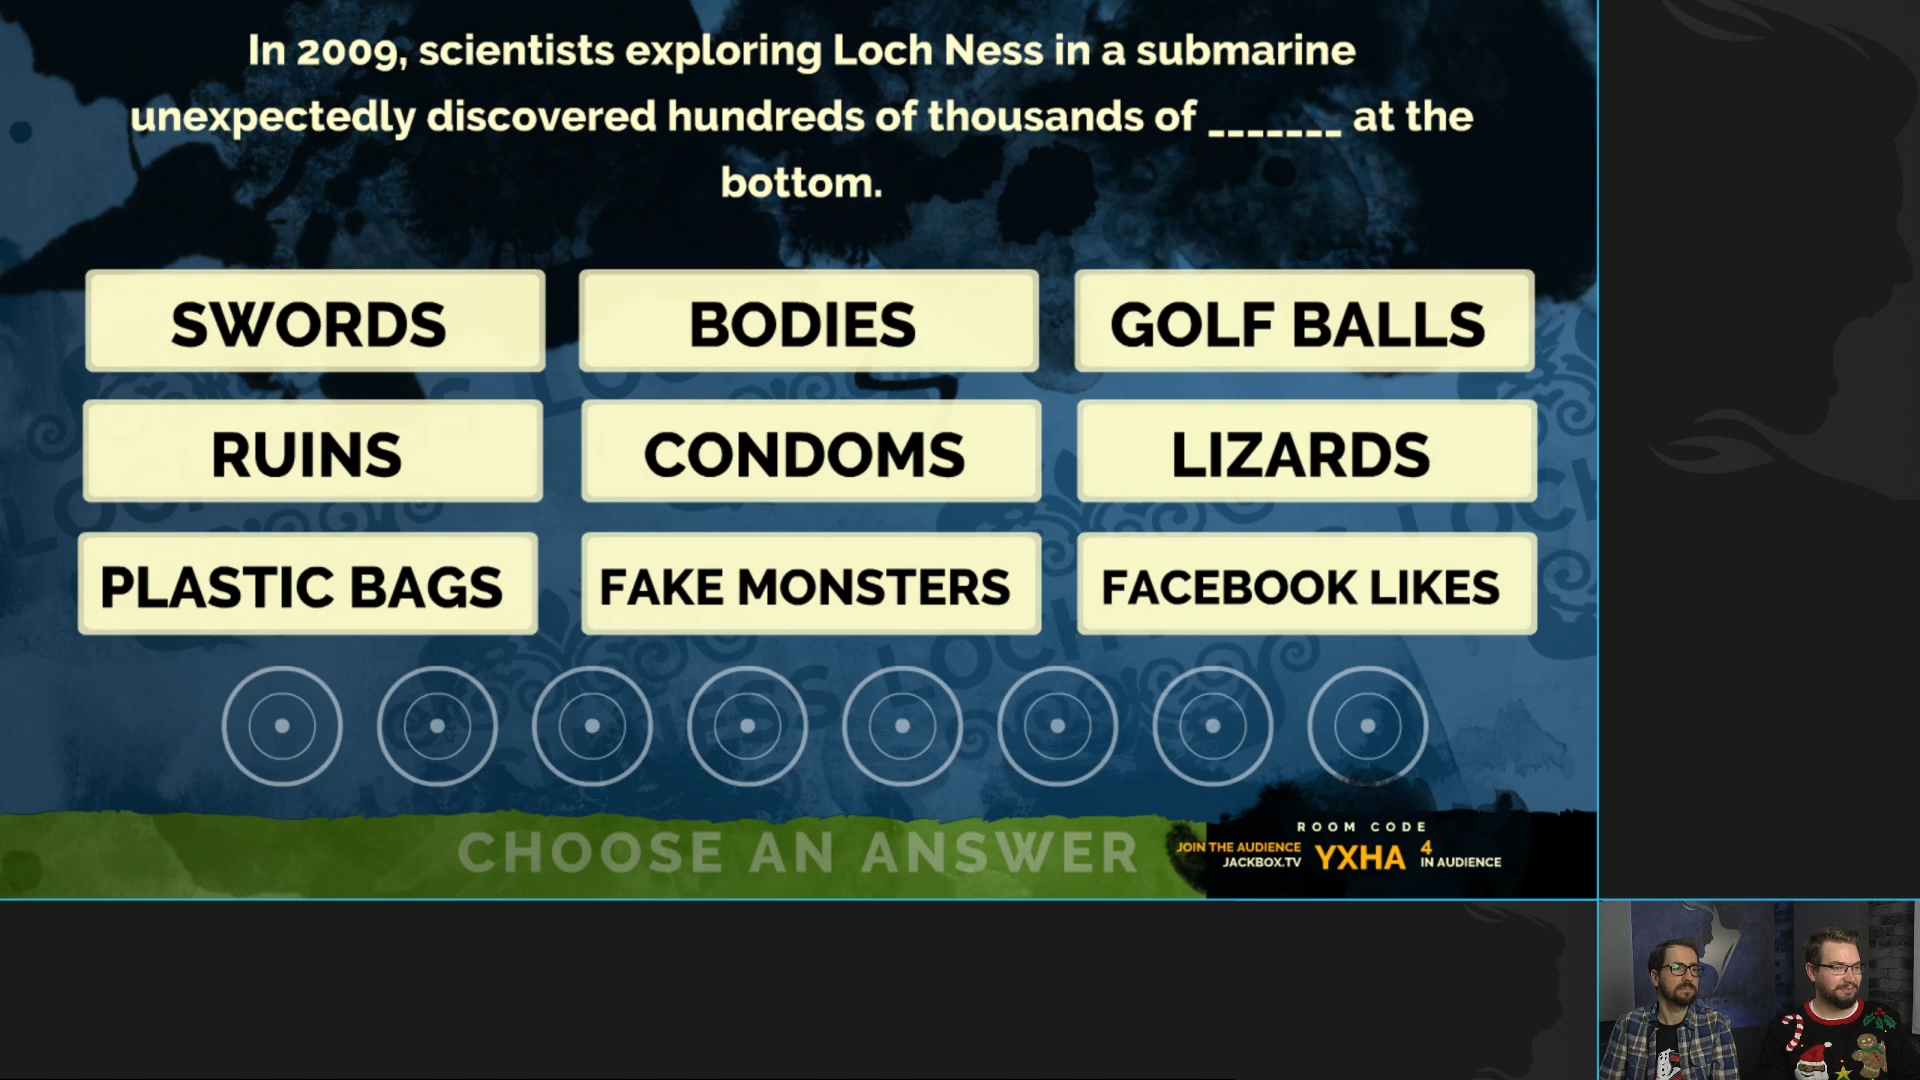 In 2009, scientists exploring Loch Ness in a submarine
unexpectedly discovered hundreds of thousands of _______ at the
bottom.
SWORDS
BODIES
GOLF BALLS
RUINS
CONDOMS
LIZARDS
PLASTIC BAGS
FAKE MONSTERS
FACEBOOK LIKES
CHOOSE AN ANSWER
ROOM CODE
JOIN THE AUDIENCE
JACKBOX.TV
YXHA
4
IN AUDIENCE